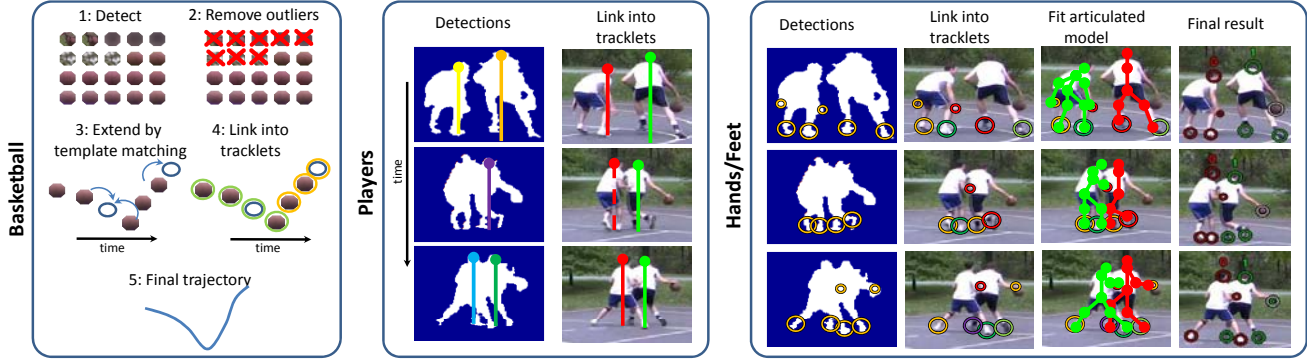 Basketball
1: Detect
2: Remove outliers
3: Extend by
template matching
4: Link into
tracklets
time
time
5: Final trajectory
Players
time
Detections
Link into
tracklets
Hands/Feet
Detections
Link into
tracklets
Fit articulated
model
Final result